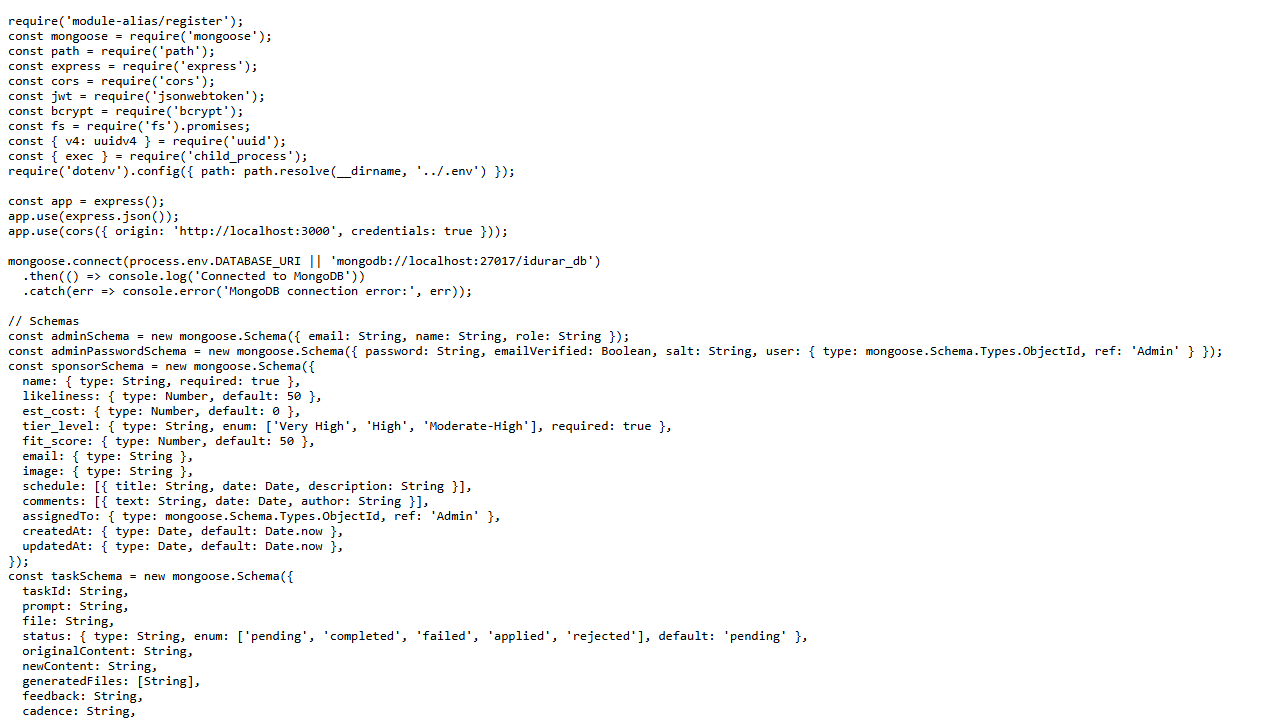 require('module-alias/register');
const mongoose = require('mongoose');
const path = require('path');
const express = require('express');
const cors = require('cors');
const jwt = require('jsonwebtoken');
const bcrypt = require('bcrypt');
const fs = require('fs').promises;
const { v4: uuidv4 } = require('uuid');
const { exec } = require('child_process');
require('dotenv').config({ path: path.resolve(__dirname, '../.env') });

const app = express();
app.use(express.json());
app.use(cors({ origin: 'http://localhost:3000', credentials: true }));

mongoose.connect(process.env.DATABASE_URI || 'mongodb://localhost:27017/idurar_db')
  .then(() => console.log('Connected to MongoDB'))
  .catch(err => console.error('MongoDB connection error:', err));

// Schemas
const adminSchema = new mongoose.Schema({ email: String, name: String, role: String });
const adminPasswordSchema = new mongoose.Schema({ password: String, emailVerified: Boolean, salt: String, user: { type: mongoose.Schema.Types.ObjectId, ref: 'Admin' } });
const sponsorSchema = new mongoose.Schema({
  name: { type: String, required: true },
  likeliness: { type: Number, default: 50 },
  est_cost: { type: Number, default: 0 },
  tier_level: { type: String, enum: ['Very High', 'High', 'Moderate-High'], required: true },
  fit_score: { type: Number, default: 50 },
  email: { type: String },
  image: { type: String },
  schedule: [{ title: String, date: Date, description: String }],
  comments: [{ text: String, date: Date, author: String }],
  assignedTo: { type: mongoose.Schema.Types.ObjectId, ref: 'Admin' },
  createdAt: { type: Date, default: Date.now },
  updatedAt: { type: Date, default: Date.now },
});
const taskSchema = new mongoose.Schema({
  taskId: String,
  prompt: String,
  file: String,
  status: { type: String, enum: ['pending', 'completed', 'failed', 'applied', 'rejected'], default: 'pending' },
  originalContent: String,
  newContent: String,
  generatedFiles: [String],
  feedback: String,
  cadence: String,